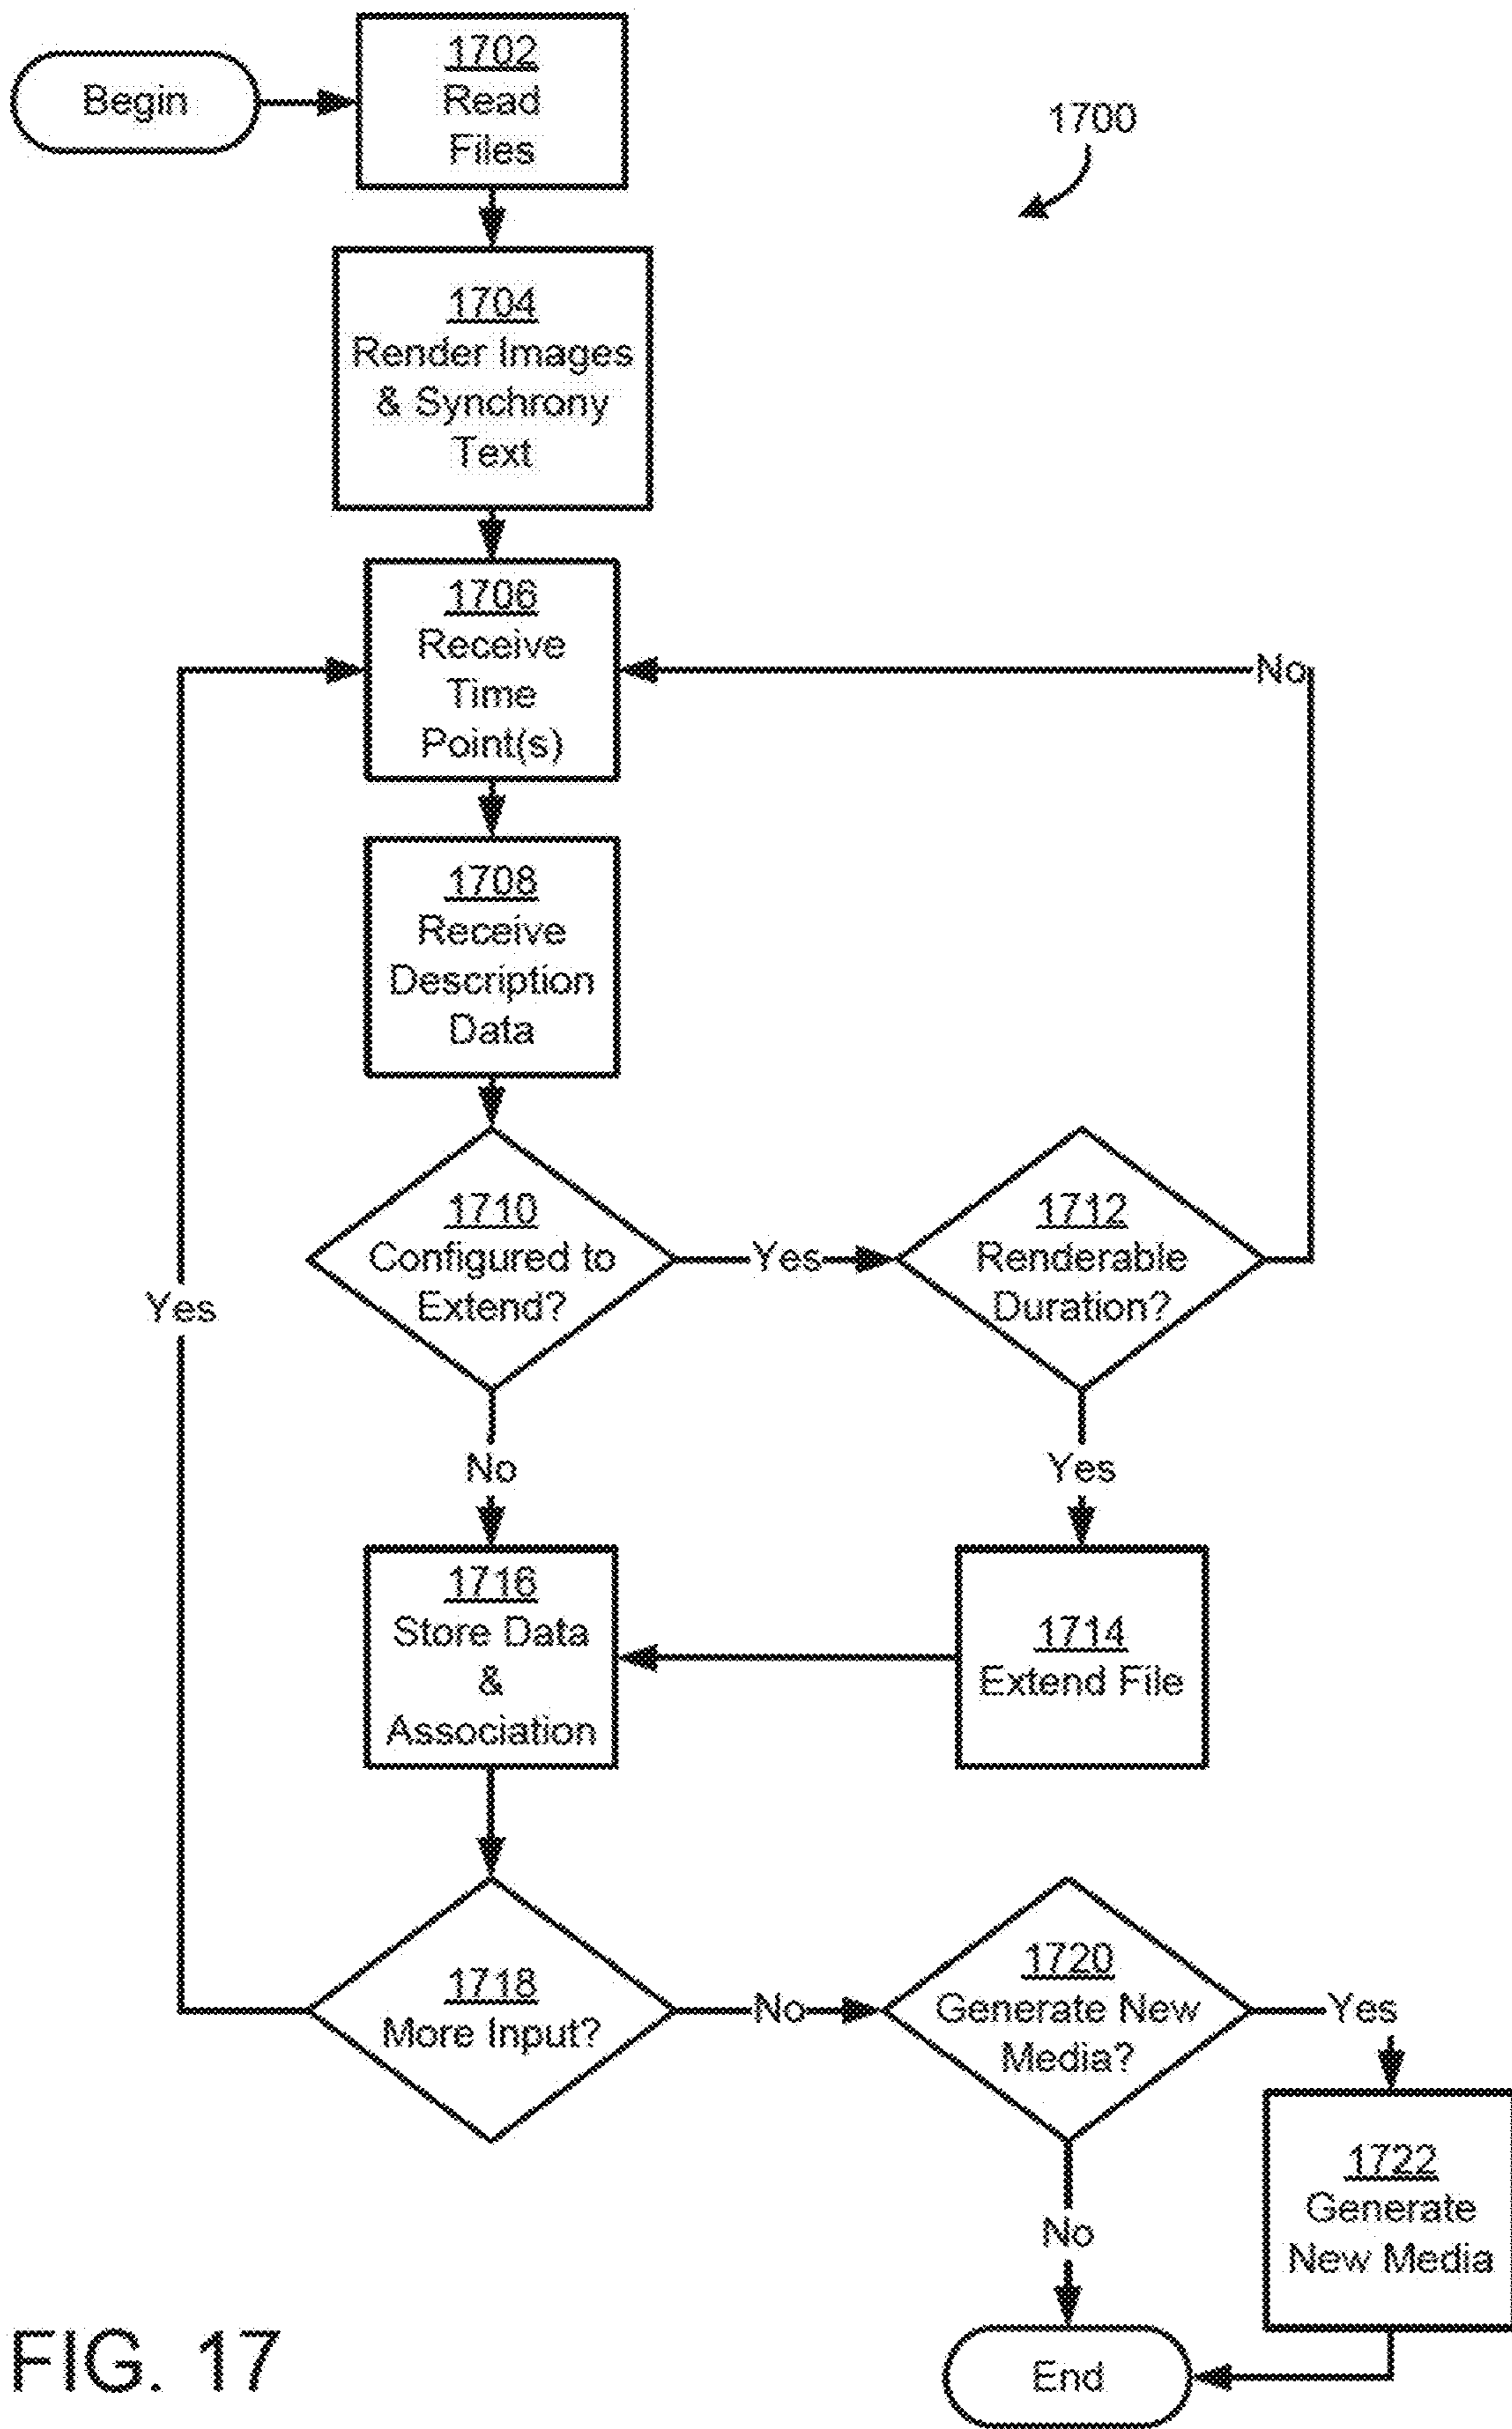 1702
Begin
Read
Files
1700
1704
Render Images
& Synchrony
Text
1706
Receive
Time
Point(s)
No
1708
Receive
Description
Data
1710
Configured to
Extend?
Yes
1712
Renderable
Duration?
Yes
No
Yes
1716
Store Data
&
Association
1714
Extend File
1718
More Input?
No
1720
Generate New
Media?
Yes
1722
Generate
New Media
No
End
FIG. 17